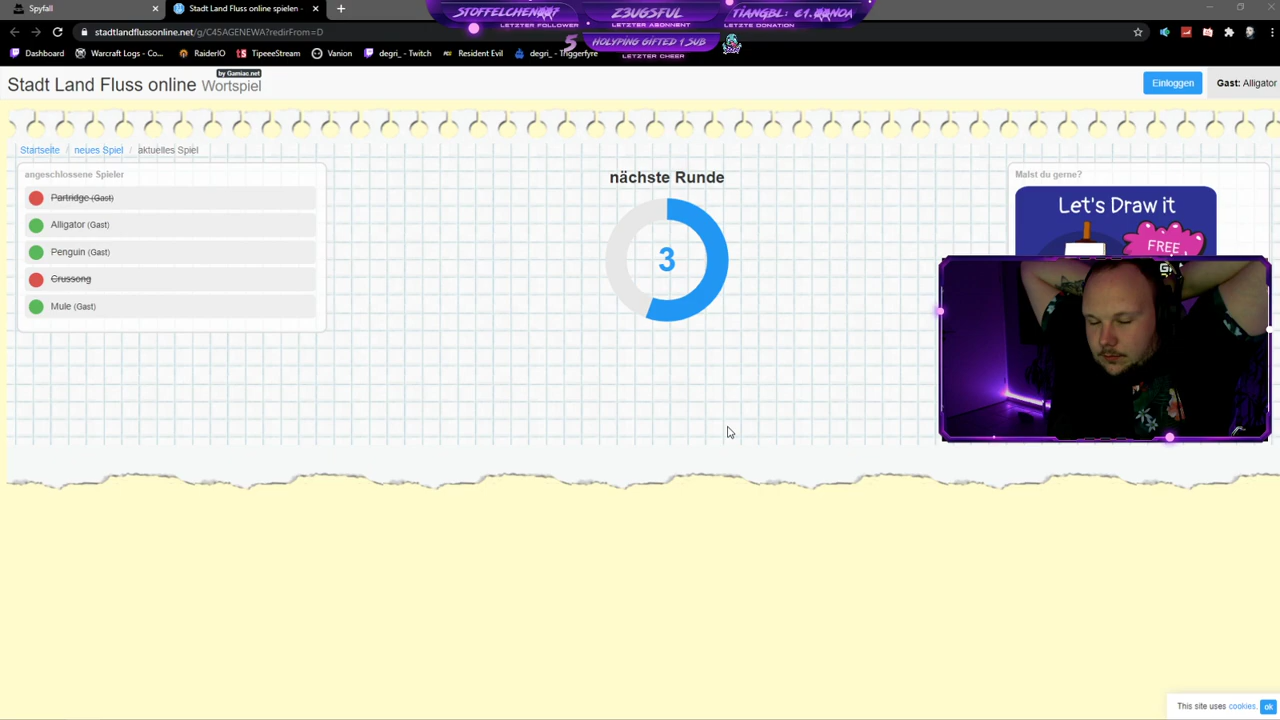 Spyfall
Stadt Land Fluss online spielen -
STOFFELCHEN
LETZTER FOLLOWER
Z3UGSFUL
LETZTER ABONNENT
TIANGBL: €1.00
LETZTE DONATION
stadtlandflussonline.net/g/C45AGENEWA?redirFrom=D
5
HOLYPING GIFTED 1 SUB
LETZTER CHEER
Dashboard
Warcraft Logs - Co...
RaiderIO
TipeeeStream
Vanion
degri_ - Twitch
Resident Evil
degri_ - Triggerfyre
by Gamiac.net
Stadt Land Fluss online Wortspiel
Einloggen
Gast: Alligator
Startseite / neues Spiel / aktuelles Spiel
angeschlossene Spieler
Partridge (Gast)
Alligator (Gast)
Penguin (Gast)
Crussong
Mule (Gast)
nächste Runde
3
Malst du gerne?
Let's Draw it
FREE
This site uses cookies. ok